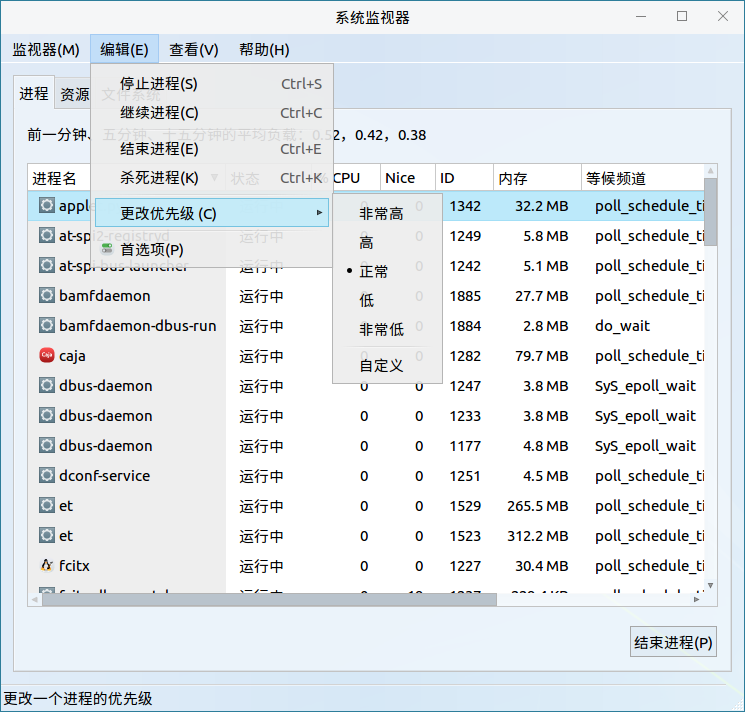 系统监视器
监视器(M) 编辑(E) 查看(V) 帮助(H)
进程 资源 文件系统
停止进程(S) Ctrl+S
继续进程(C) Ctrl+C
结束进程(E) Ctrl+E
杀死进程(K) Ctrl+K
更改优先级 (C)
首选项(P)
非常高
高
正常
低
非常低
自定义
前一分钟、五分钟、十五分钟的平均负载：0.52，0.42，0.38
进程名 状态 % CPU Nice ID 内存 等候频道
apple 1342 32.2 MB poll_schedule_ti
at-spi2-registryd 运行中 0 1249 5.8 MB poll_schedule_ti
at-spi-bus-launcher 运行中 0 1242 5.1 MB poll_schedule_ti
bamfdaemon 运行中 0 1885 27.7 MB poll_schedule_ti
bamfdaemon-dbus-run 运行中 0 1884 2.8 MB do_wait
caja 运行中 0 0 1282 79.7 MB poll_schedule_ti
dbus-daemon 运行中 0 0 1247 3.8 MB SyS_epoll_wait
dbus-daemon 运行中 0 0 1233 3.8 MB SyS_epoll_wait
dbus-daemon 运行中 0 0 1177 4.8 MB SyS_epoll_wait
dconf-service 运行中 0 0 1251 4.5 MB poll_schedule_ti
et 运行中 0 0 1529 265.5 MB poll_schedule_ti
et 运行中 0 0 1523 312.2 MB poll_schedule_ti
fcitx 运行中 0 0 1227 30.4 MB poll_schedule_ti
结束进程(P)
更改一个进程的优先级